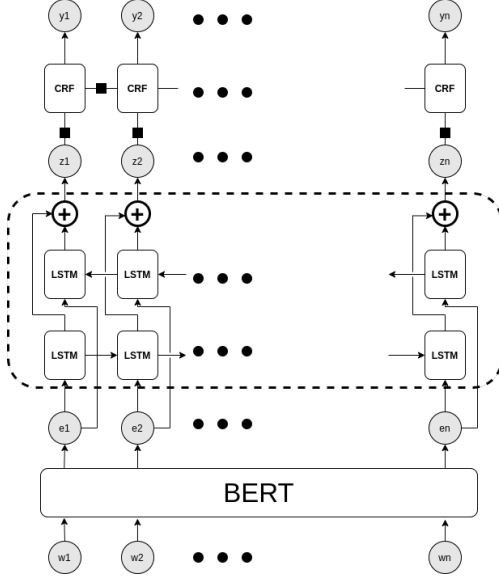 y1 y2 yn
CRF CRF CRF
z1 z2 zn
+ + +
LSTM LSTM LSTM
LSTM LSTM LSTM
e1 e2 en
BERT
w1 w2 wn